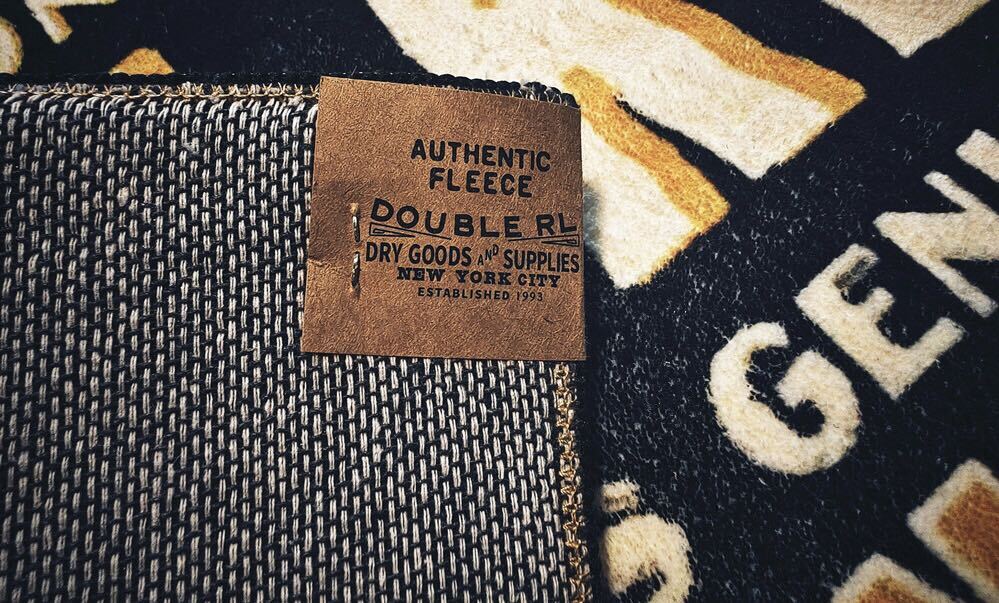 AUTHENTIC
FLEECE
DOUBLE RL
DRY GOODS AND SUPPLIES
NEW YORK CITY
ESTABLISHED 1993
GEN